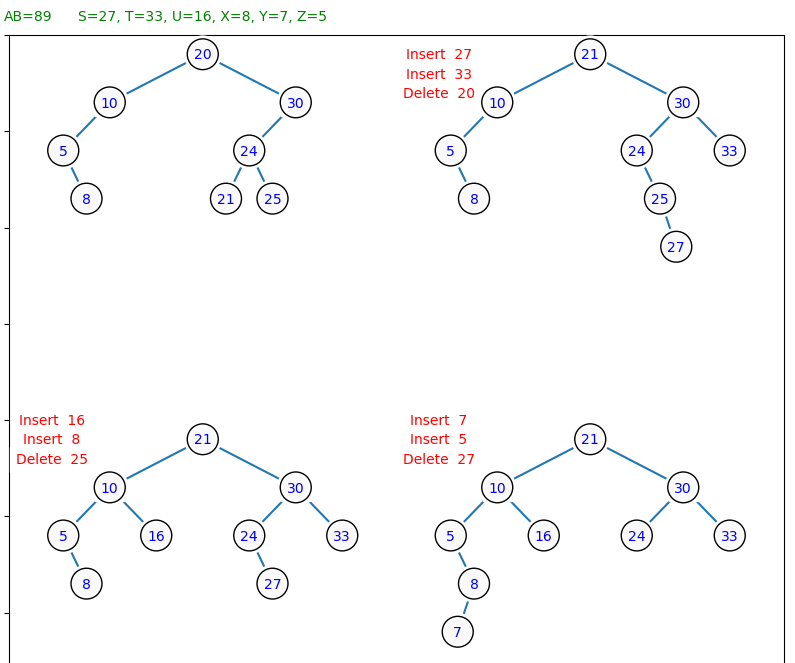 AB=89 S=27, T=33, U=16, X=8, Y=7, Z=5
20
10 30
5 24
8 21 25
Insert 27
Insert 33
Delete 20
21
10 30
5 24 33
8 25
27
Insert 16
Insert 8
Delete 25
21
10 30
5 16 24 33
8 27
Insert 7
Insert 5
Delete 27
21
10 30
5 16 24 33
8
7